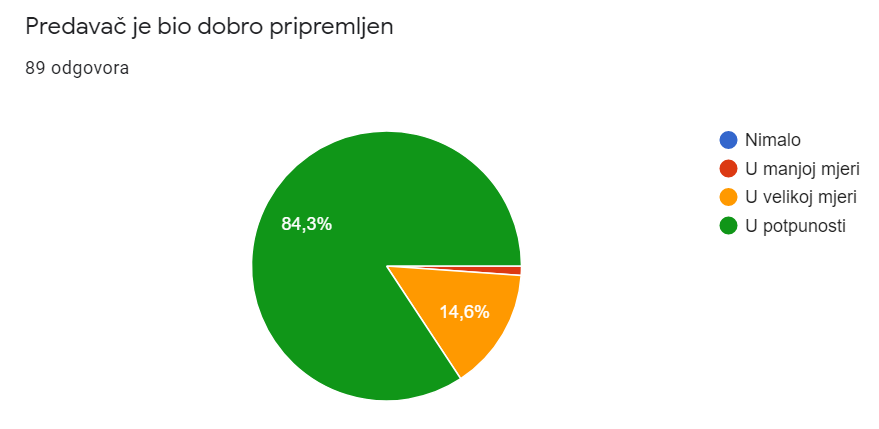 Predavač je bio dobro pripremljen
89 odgovora
84,3%
14,6%
Nimalo
U manjoj mjeri
U velikoj mjeri
U potpunosti